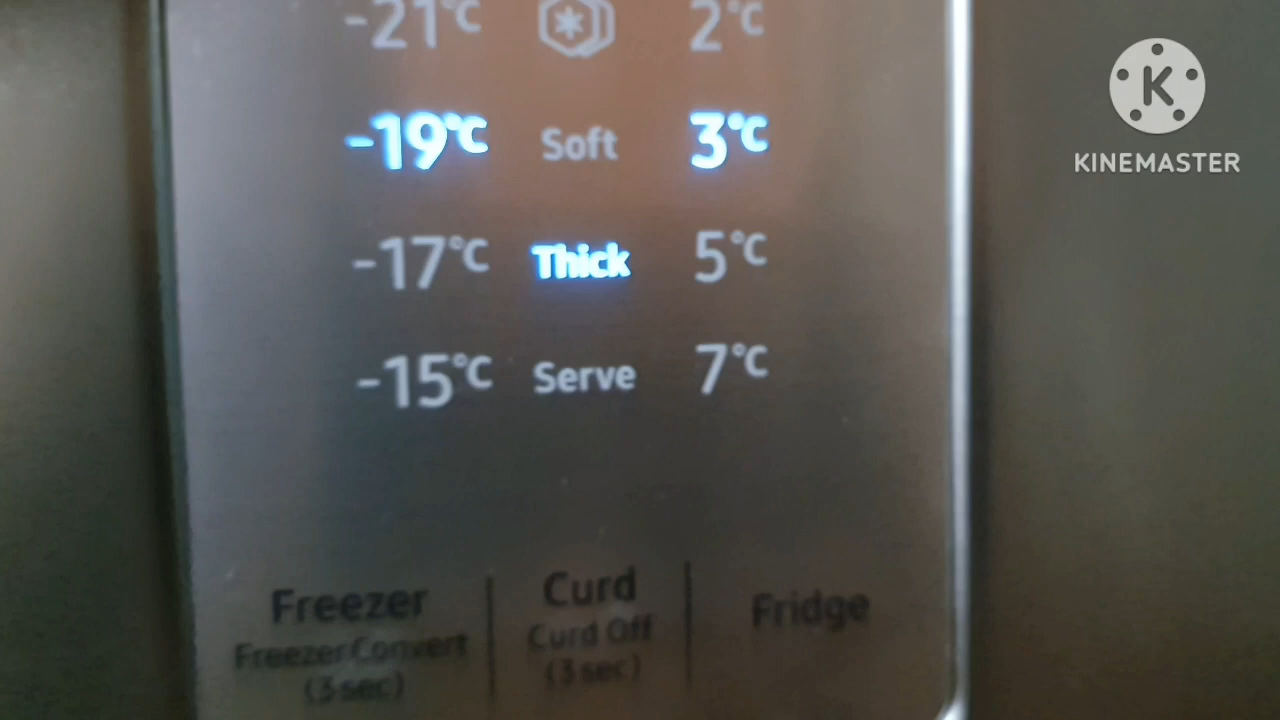 -21°C 2°C
-19°C Soft 3°C
-17°C Thick 5°C
-15°C Serve 7°C
Freezer Curd Fridge
Freezer Convert Curd Off
(3 sec) (3 sec)
K
KINEMASTER